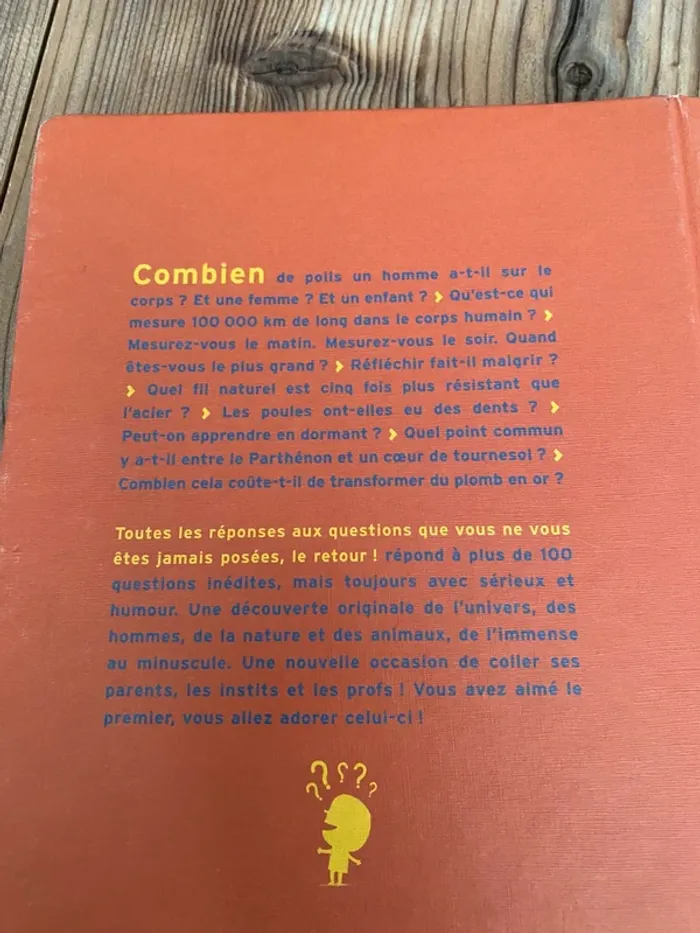 Combien de poils un homme a-t-il sur le
corps ? Et une femme ? Et un enfant ? › Qu'est-ce qui
mesure 100 000 km de long dans le corps humain ? ›
Mesurez-vous le matin. Mesurez-vous le soir. Quand
êtes-vous le plus grand ? › Réfléchir fait-il maigrir ?
› Quel fil naturel est cinq fois plus résistant que
l'acier ? › Les poules ont-elles eu des dents ? ›
Peut-on apprendre en dormant ? › Quel point commun
y a-t-il entre le Parthénon et un cœur de tournesol ? ›
Combien cela coûte-t-il de transformer du plomb en or ?
Toutes les réponses aux questions que vous ne vous
êtes jamais posées, le retour ! répond à plus de 100
questions inédites, mais toujours avec sérieux et
humour. Une découverte originale de l'univers, des
hommes, de la nature et des animaux, de l'immense
au minuscule. Une nouvelle occasion de coller ses
parents, les instits et les profs ! Vous avez aimé le
premier, vous allez adorer celui-ci !
? ? ? ? ?